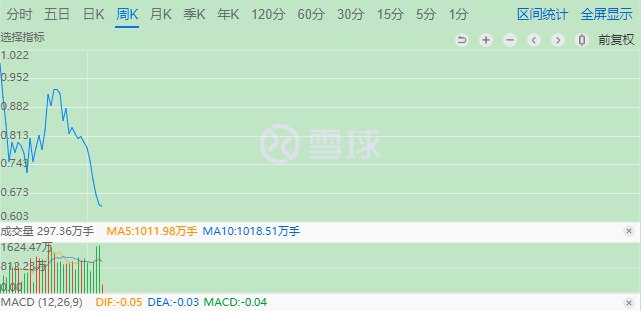 分时 五日 日K 周K 月K 季K 年K 120分 60分 30分 15分 5分 1分 区间统计 全屏显示
选择指标 前复权
1.022
0.952
0.882
0.813
0.743
0.673
0.603
雪球
成交量 297.36万手 MA5:1011.98万手 MA10:1018.51万手
1624.47万
812.23万
0.00
MACD (12,26,9) DIF:-0.05 DEA:-0.03 MACD:-0.04